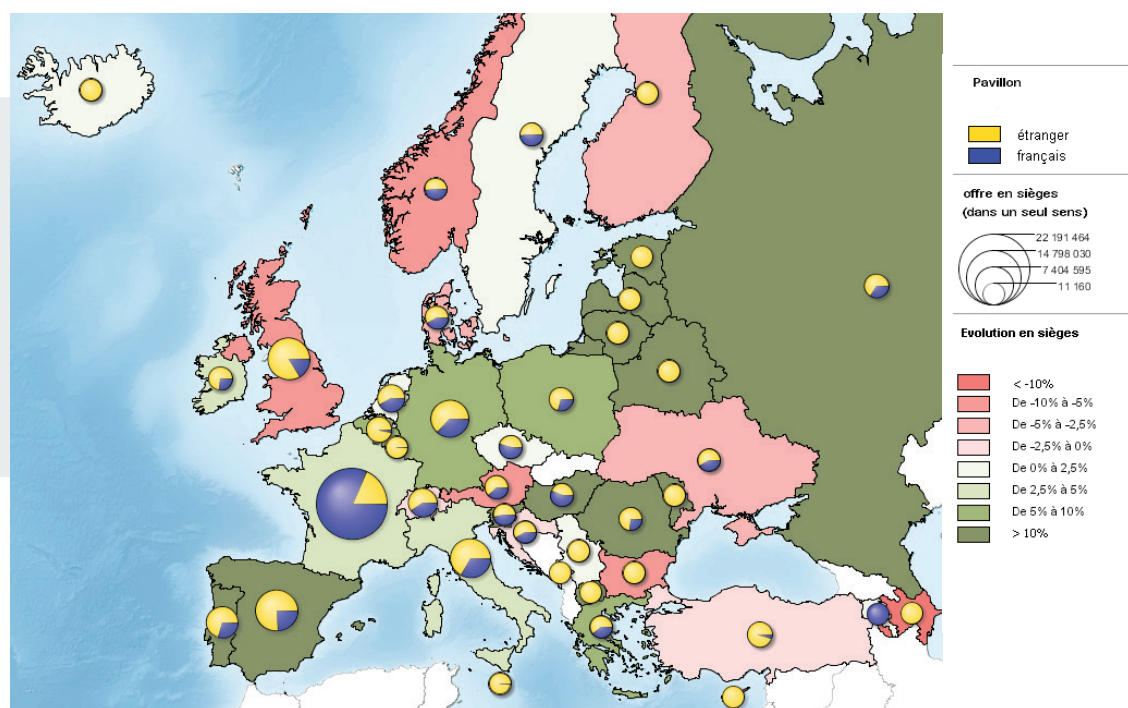 Pavillon
étranger
français
offre en sièges
(dans un seul sens)
22 191 464
14 798 030
7 404 595
11 160
Evolution en sièges
< -10%
De -10% à -5%
De -5% à -2,5%
De -2,5% à 0%
De 0% à 2,5%
De 2,5% à 5%
De 5% à 10%
> 10%